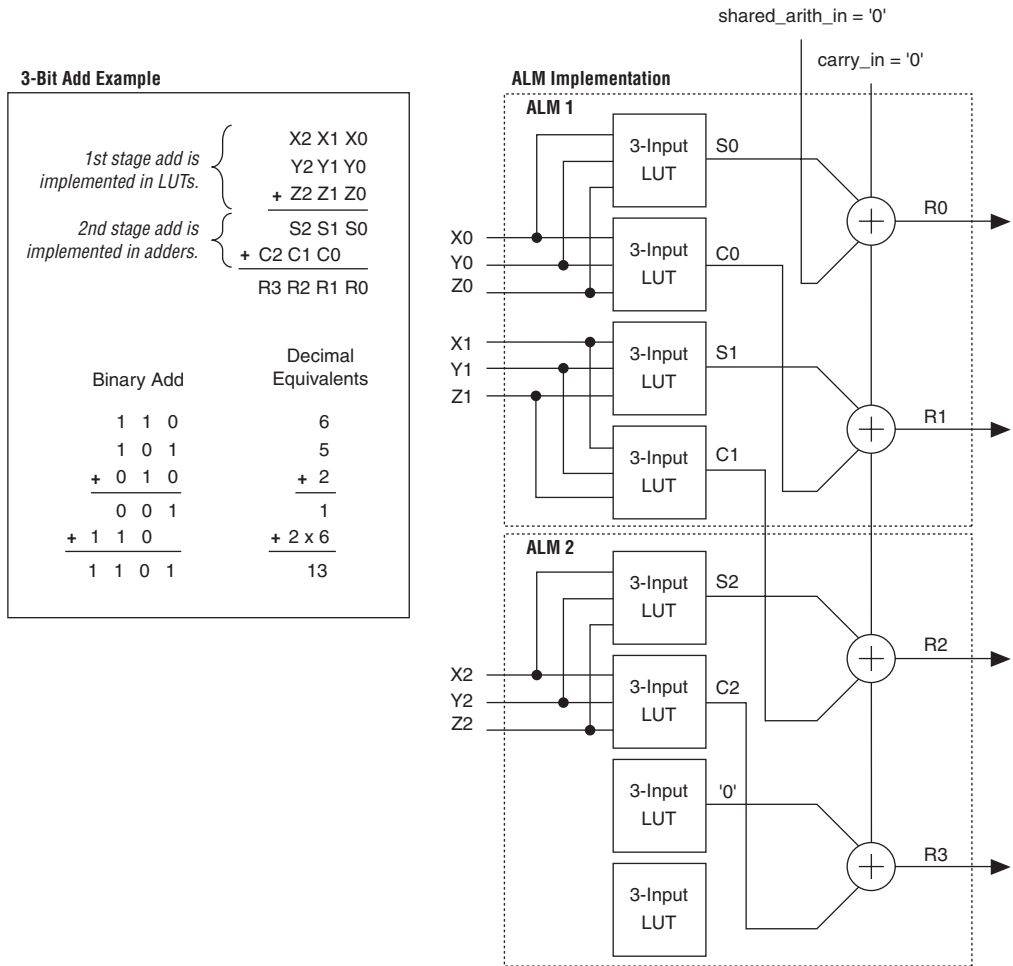 shared_arith_in = '0'
carry_in = '0'
3-Bit Add Example
1st stage add is
implemented in LUTs.
2nd stage add is
implemented in adders.
X2 X1 X0
Y2 Y1 Y0
+ Z2 Z1 Z0
S2 S1 S0
+ C2 C1 C0
R3 R2 R1 R0
Binary Add
1 1 0
1 0 1
+ 0 1 0
0 0 1
+ 1 1 0
1 1 0 1
Decimal
Equivalents
6
5
+ 2
1
+ 2 x 6
13
ALM Implementation
ALM 1
X0
Y0
Z0
X1
Y1
Z1
3-Input
LUT
S0
3-Input
LUT
C0
3-Input
LUT
S1
3-Input
LUT
C1
+
R0
+
R1
ALM 2
X2
Y2
Z2
3-Input
LUT
S2
3-Input
LUT
C2
3-Input
LUT
'0'
3-Input
LUT
+
R2
+
R3